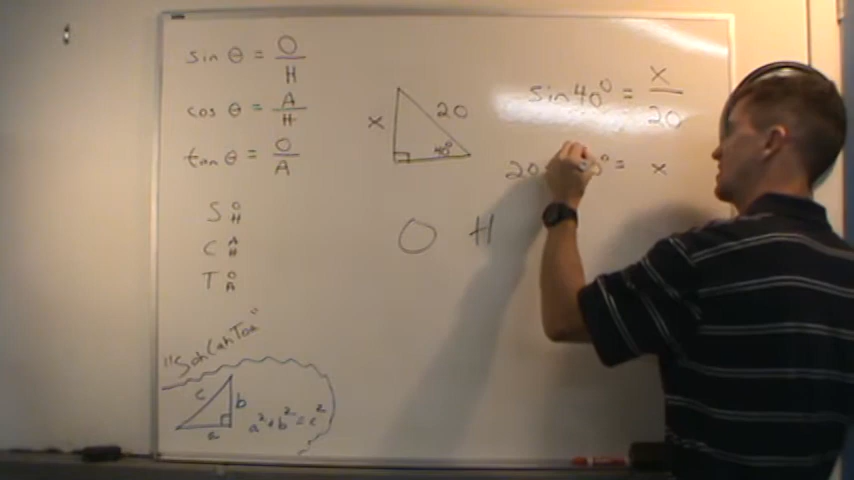 sin θ = O/H
cos θ = A/H
tan θ = O/A
S O/H
C A/H
T O/A
"SohCahToa"
c
b
a
a² + b² = c²
x
20
40°
O H
sin 40° = x/20
20 = x